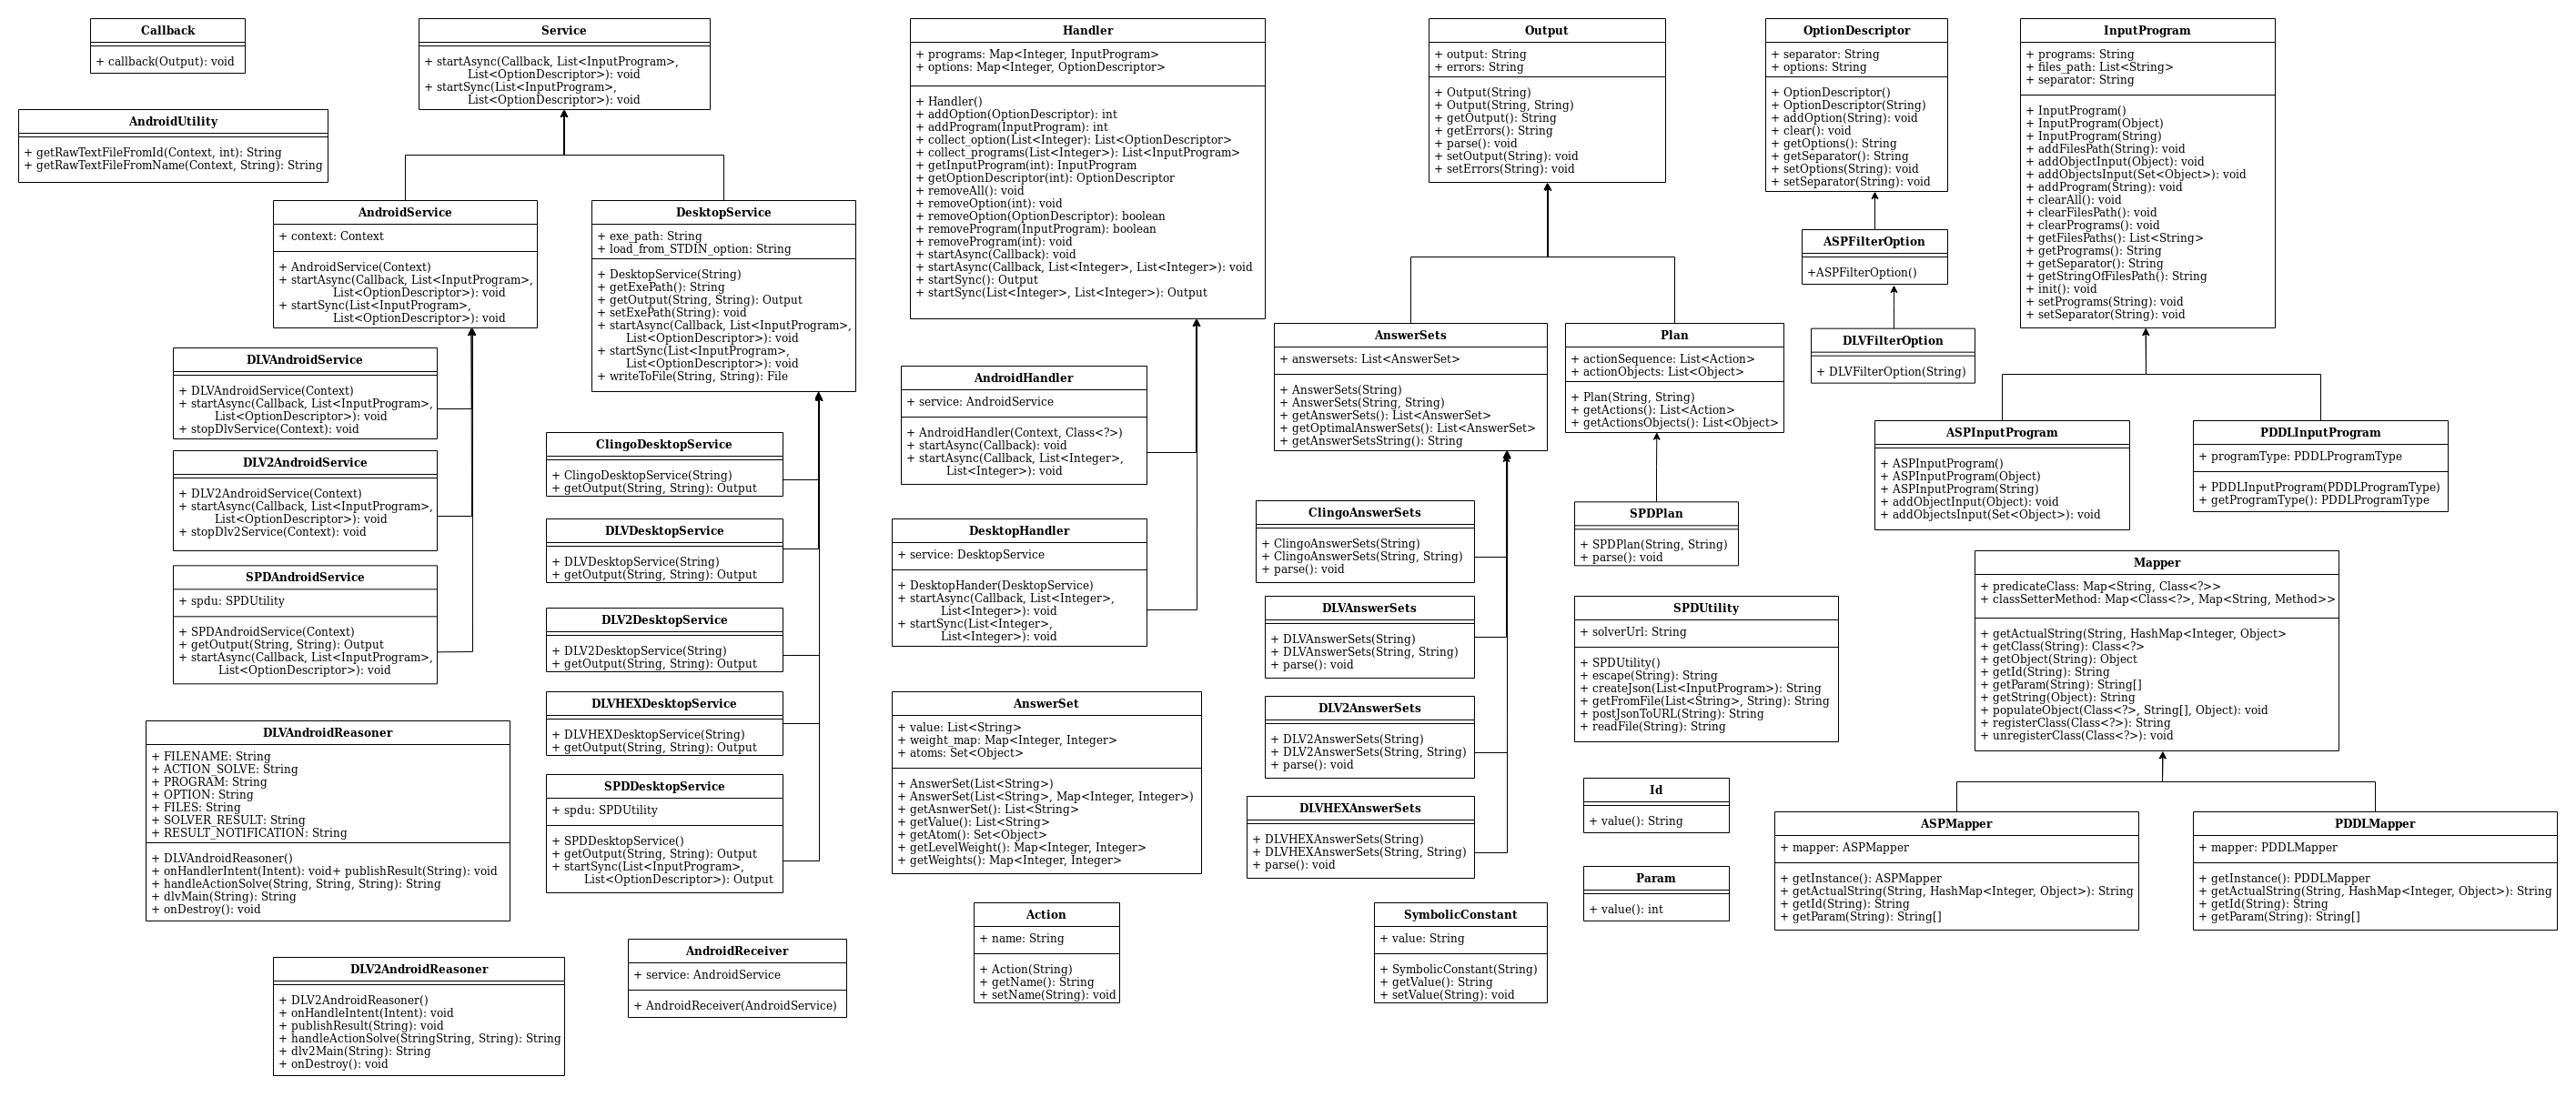 Callback
+ callback(Output): void
Service
+ startAsync(Callback, List<InputProgram>,
List<OptionDescriptor>): void
+ startSync(List<InputProgram>,
List<OptionDescriptor>): void
Handler
+ programs: Map<Integer, InputProgram>
+ options: Map<Integer, OptionDescriptor>
+ Handler()
+ addOption(OptionDescriptor): int
+ addProgram(InputProgram): int
+ collect_option(List<Integer): List<OptionDescriptor>
+ collect_programs(List<Integer>): List<InputProgram>
+ getInputProgram(int): InputProgram
+ getOptionDescriptor(int): OptionDescriptor
+ removeAll(): void
+ removeOption(int): void
+ removeOption(OptionDescriptor): boolean
+ removeProgram(InputProgram): boolean
+ removeProgram(int): void
+ startAsync(Callback): void
+ startAsync(Callback, List<Integer>, List<Integer>): void
+ startSync(): Output
+ startSync(List<Integer>, List<Integer>): Output
Output
+ output: String
+ errors: String
+ Output(String)
+ Output(String, String)
+ getOutput(): String
+ getErrors(): String
+ parse(): void
+ setOutput(String): void
+ setErrors(String): void
OptionDescriptor
+ separator: String
+ options: String
+ OptionDescriptor()
+ OptionDescriptor(String)
+ addOption(String): void
+ clear(): void
+ getOptions(): String
+ getSeparator(): String
+ setOptions(String): void
+ setSeparator(String): void
InputProgram
+ programs: String
+ files_path: List<String>
+ separator: String
+ InputProgram()
+ InputProgram(Object)
+ InputProgram(String)
+ addFilesPath(String): void
+ addObjectInput(Object): void
+ addObjectsInput(Set<Object>): void
+ addProgram(String): void
+ clearAll(): void
+ clearFilesPath(): void
+ clearPrograms(): void
+ getFilesPaths(): List<String>
+ getPrograms(): String
+ getSeparator(): String
+ getStringOfFilesPath(): String
+ init(): void
+ setPrograms(String): void
+ setSeparator(String): void
AndroidUtility
+ getRawTextFileFromId(Context, int): String
+ getRawTextFileFromName(Context, String): String
AndroidService
+ context: Context
+ AndroidService(Context)
+ startAsync(Callback, List<InputProgram>,
List<OptionDescriptor>): void
+ startSync(List<InputProgram>,
List<OptionDescriptor>): void
DesktopService
+ exe_path: String
+ load_from_STDIN_option: String
+ DesktopService(String)
+ getExePath(): String
+ getOutput(String, String): Output
+ setExePath(String): void
+ startAsync(Callback, List<InputProgram>,
List<OptionDescriptor>): void
+ startSync(List<InputProgram>,
List<OptionDescriptor>): void
+ writeToFile(String, String): File
ASPFilterOption
+ASPFilterOption()
DLVFilterOption
+ DLVFilterOption(String)
DLVAndroidService
+ DLVAndroidService(Context)
+ startAsync(Callback, List<InputProgram>,
List<OptionDescriptor>): void
+ stopDlvService(Context): void
DLV2AndroidService
+ DLV2AndroidService(Context)
+ startAsync(Callback, List<InputProgram>,
List<OptionDescriptor>): void
+ stopDlv2Service(Context): void
SPDAndroidService
+ spdu: SPDUtility
+ SPDAndroidService(Context)
+ getOutput(String, String): Output
+ startAsync(Callback, List<InputProgram>,
List<OptionDescriptor>): void
ClingoDesktopService
+ ClingoDesktopService(String)
+ getOutput(String, String): Output
DLVDesktopService
+ DLVDesktopService(String)
+ getOutput(String, String): Output
DLV2DesktopService
+ DLV2DesktopService(String)
+ getOutput(String, String): Output
DLVHEXDesktopService
+ DLVHEXDesktopService(String)
+ getOutput(String, String): Output
SPDDesktopService
+ spdu: SPDUtility
+ SPDDesktopService()
+ getOutput(String, String): Output
+ startSync(List<InputProgram>,
List<OptionDescriptor>): Output
AndroidHandler
+ service: AndroidService
+ AndroidHandler(Context, Class<?>)
+ startAsync(Callback): void
+ startAsync(Callback, List<Integer>,
List<Integer>): void
DesktopHandler
+ service: DesktopService
+ DesktopHander(DesktopService)
+ startAsync(Callback, List<Integer>,
List<Integer>): void
+ startSync(List<Integer>,
List<Integer>): void
AnswerSets
+ answersets: List<AnswerSet>
+ AnswerSets(String)
+ AnswerSets(String, String)
+ getAnswerSets(): List<AnswerSet>
+ getOptimalAnswerSets(): List<AnswerSet>
+ getAnswerSetsString(): String
Plan
+ actionSequence: List<Action>
+ actionObjects: List<Object>
+ Plan(String, String)
+ getActions(): List<Action>
+ getActionsObjects(): List<Object>
ASPInputProgram
+ ASPInputProgram()
+ ASPInputProgram(Object)
+ ASPInputProgram(String)
+ addObjectInput(Object): void
+ addObjectsInput(Set<Object>): void
PDDLInputProgram
+ programType: PDDLProgramType
+ PDDLInputProgram(PDDLProgramType)
+ getProgramType(): PDDLProgramType
ClingoAnswerSets
+ ClingoAnswerSets(String)
+ ClingoAnswerSets(String, String)
+ parse(): void
DLVAnswerSets
+ DLVAnswerSets(String)
+ DLVAnswerSets(String, String)
+ parse(): void
DLV2AnswerSets
+ DLV2AnswerSets(String)
+ DLV2AnswerSets(String, String)
+ parse(): void
DLVHEXAnswerSets
+ DLVHEXAnswerSets(String)
+ DLVHEXAnswerSets(String, String)
+ parse(): void
SPDPlan
+ SPDPlan(String, String)
+ parse(): void
SPDUtility
+ solverUrl: String
+ SPDUtility()
+ escape(String): String
+ createJson(List<InputProgram>): String
+ getFromFile(List<String>, String): String
+ postJsonToURL(String): String
+ readFile(String): String
Mapper
+ predicateClass: Map<String, Class<?>>
+ classSetterMethod: Map<Class<?>, Map<String, Method>>
+ getActualString(String, HashMap<Integer, Object>
+ getClass(String): Class<?>
+ getObject(String): Object
+ getId(String): String
+ getParam(String): String[]
+ getString(Object): String
+ populateObject(Class<?>, String[], Object): void
+ registerClass(Class<?>): String
+ unregisterClass(Class<?>): void
DLVAndroidReasoner
+ FILENAME: String
+ ACTION_SOLVE: String
+ PROGRAM: String
+ OPTION: String
+ FILES: String
+ SOLVER_RESULT: String
+ RESULT_NOTIFICATION: String
+ DLVAndroidReasoner()
+ onHandlerIntent(Intent): void+ publishResult(String): void
+ handleActionSolve(String, String, String): String
+ dlvMain(String): String
+ onDestroy(): void
AnswerSet
+ value: List<String>
+ weight_map: Map<Integer, Integer>
+ atoms: Set<Object>
+ AnswerSet(List<String>)
+ AnswerSet(List<String>, Map<Integer, Integer>)
+ getAsnwerSet(): List<String>
+ getValue(): List<String>
+ getAtom(): Set<Object>
+ getLevelWeight(): Map<Integer, Integer>
+ getWeights(): Map<Integer, Integer>
Id
+ value(): String
Param
+ value(): int
ASPMapper
+ mapper: ASPMapper
+ getInstance(): ASPMapper
+ getActualString(String, HashMap<Integer, Object>): String
+ getId(String): String
+ getParam(String): String[]
PDDLMapper
+ mapper: PDDLMapper
+ getInstance(): PDDLMapper
+ getActualString(String, HashMap<Integer, Object>): String
+ getId(String): String
+ getParam(String): String[]
DLV2AndroidReasoner
+ DLV2AndroidReasoner()
+ onHandleIntent(Intent): void
+ publishResult(String): void
+ handleActionSolve(StringString, String): String
+ dlv2Main(String): String
+ onDestroy(): void
AndroidReceiver
+ service: AndroidService
+ AndroidReceiver(AndroidService)
Action
+ name: String
+ Action(String)
+ getName(): String
+ setName(String): void
SymbolicConstant
+ value: String
+ SymbolicConstant(String)
+ getValue(): String
+ setValue(String): void